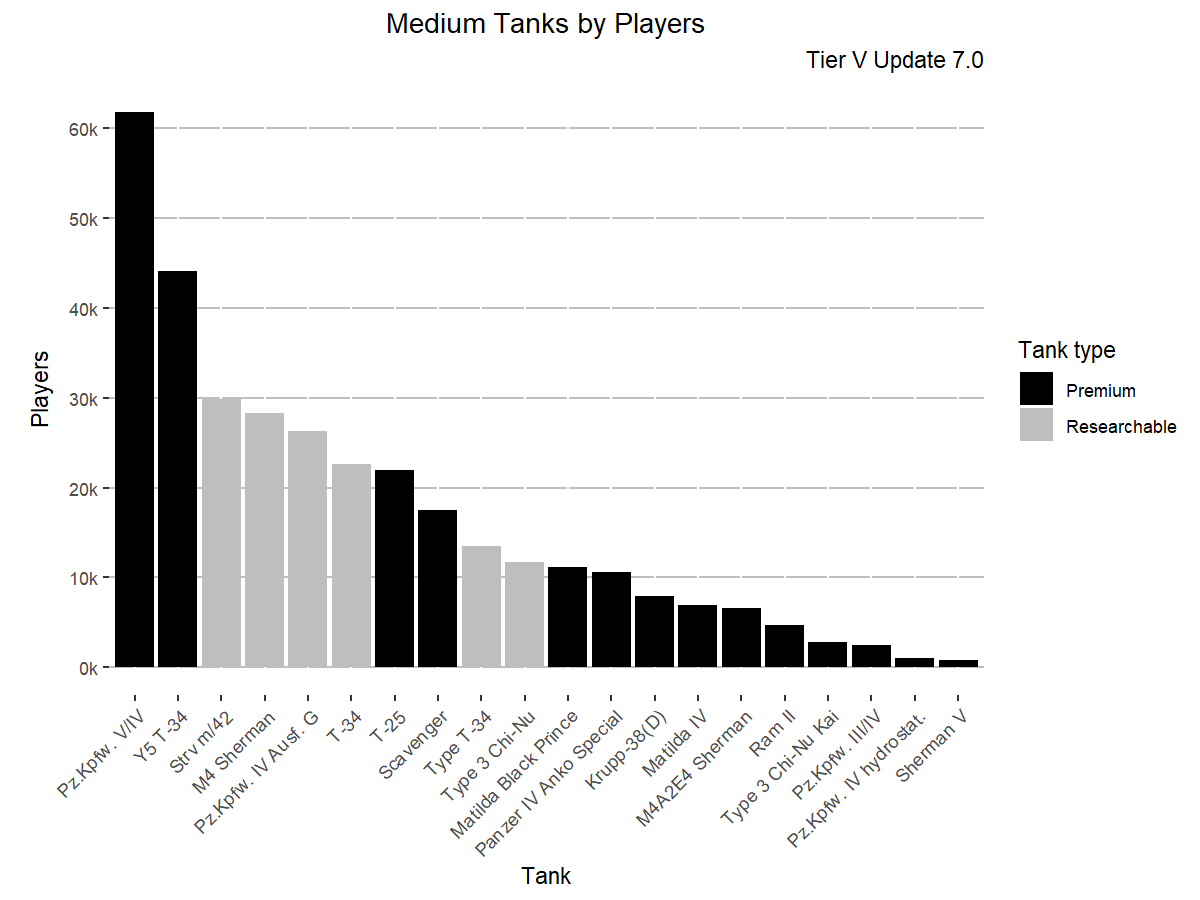 Medium Tanks by Players
Tier V Update 7.0
Players
60k
50k
40k
30k
20k
10k
0k
Pz.Kpfw. V/IV
Y5 T-34
Strv m/42
M4 Sherman
Pz.Kpfw. IV Ausf. G
T-34
T-25
Scavenger
Type T-34
Type 3 Chi-Nu
Matilda Black Prince
Panzer IV Anko Special
Krupp-38(D)
Matilda IV
M4A2E4 Sherman
Ram II
Type 3 Chi-Nu Kai
Pz.Kpfw. III/IV
Pz.Kpfw. IV hydrostat.
Sherman V
Tank
Tank type
Premium
Researchable